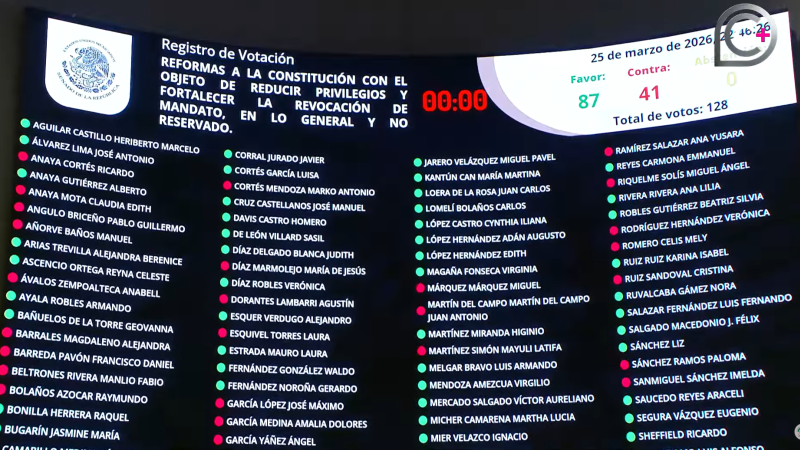 Registro de Votación
REFORMAS A LA CONSTITUCIÓN CON EL
OBJETO DE REDUCIR PRIVILEGIOS Y
FORTALECER LA REVOCACIÓN DE
MANDATO, EN LO GENERAL Y NO
RESERVADO.
00:00
25 de marzo de 2026,
Favor:
Contra:
87
41
0
Total de votos: 128
AGUILAR CASTILLO HERIBERTO MARCELO
ÁLVAREZ LIMA JOSÉ ANTONIO
ANAYA CORTÉS RICARDO
ANAYA GUTIÉRREZ ALBERTO
ANAYA MOTA CLAUDIA EDITH
ANGULO BRICEÑO PABLO GUILLERMO
AÑORVE BAÑOS MANUEL
ARIAS TREVILLA ALEJANDRA BERENICE
ASCENCIO ORTEGA REYNA CELESTE
ÁVALOS ZEMPOALTECA ANABELL
AYALA ROBLES ARMANDO
BAÑUELOS DE LA TORRE GEOVANNA
BARRALES MAGDALENO ALEJANDRA
BARREDA PAVÓN FRANCISCO DANIEL
BELTRONES RIVERA MANLIO FABIO
BOLAÑOS AZOCAR RAYMUNDO
BONILLA HERRERA RAQUEL
BUGARÍN JASMINE MARÍA
CORRAL JURADO JAVIER
CORTÉS GARCÍA LUISA
CORTÉS MENDOZA MARKO ANTONIO
CRUZ CASTELLANOS JOSÉ MANUEL
DAVIS CASTRO HOMERO
DE LEÓN VILLARD SASIL
DÍAZ DELGADO BLANCA JUDITH
DÍAZ MARMOLEJO MARÍA DE JESÚS
DÍAZ ROBLES VERÓNICA
DORANTES LAMBARRI AGUSTÍN
ESQUER VERDUGO ALEJANDRO
ESQUIVEL TORRES LAURA
ESTRADA MAURO LAURA
FERNÁNDEZ GONZÁLEZ WALDO
FERNÁNDEZ NOROÑA GERARDO
GARCÍA LÓPEZ JOSÉ MÁXIMO
GARCÍA MEDINA AMALIA DOLORES
GARCÍA YÁÑEZ ÁNGEL
JARERO VELÁZQUEZ MIGUEL PAVEL
KANTÚN CAN MARÍA MARTINA
LOERA DE LA ROSA JUAN CARLOS
LOMELÍ BOLAÑOS CARLOS
LÓPEZ CASTRO CYNTHIA ILIANA
LÓPEZ HERNÁNDEZ ADÁN AUGUSTO
LÓPEZ HERNÁNDEZ EDITH
MAGAÑA FONSECA VIRGINIA
MÁRQUEZ MÁRQUEZ MIGUEL
MARTÍN DEL CAMPO MARTÍN DEL CAMPO
JUAN ANTONIO
MARTÍNEZ MIRANDA HIGINIO
MARTÍNEZ SIMÓN MAYULI LATIFA
MELGAR BRAVO LUIS ARMANDO
MENDOZA AMEZCUA VIRGILIO
MERCADO SALGADO VÍCTOR AURELIANO
MICHER CAMARENA MARTHA LUCIA
MIER VELAZCO IGNACIO
RAMÍREZ SALAZAR ANA YUSARA
REYES CARMONA EMMANUEL
RIQUELME SOLÍS MIGUEL ÁNGEL
RIVERA RIVERA ANA LILIA
ROBLES GUTIÉRREZ BEATRIZ SILVIA
RODRÍGUEZ HERNÁNDEZ VERÓNICA
ROMERO CELIS MELY
RUIZ RUIZ KARINA ISABEL
RUIZ SANDOVAL CRISTINA
RUVALCABA GÁMEZ NORA
SALAZAR FERNÁNDEZ LUIS FERNANDO
SALGADO MACEDONIO J. FÉLIX
SÁNCHEZ LIZ
SÁNCHEZ RAMOS PALOMA
SANMIGUEL SÁNCHEZ IMELDA
SAUCEDO REYES ARACELI
SEGURA VÁZQUEZ EUGENIO
SHEFFIELD RICARDO